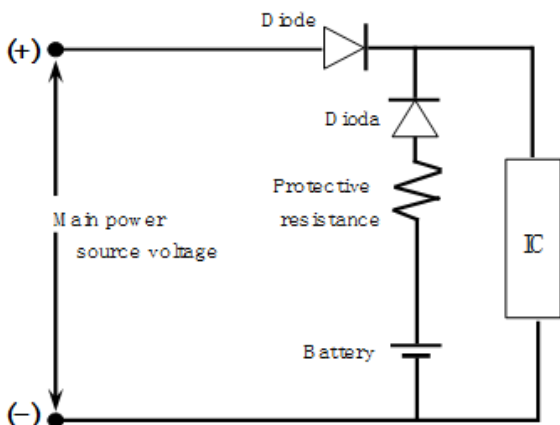 Diode
(+)
Dioda
Protective
resistance
Main power
source voltage
IC
Battery
(−)